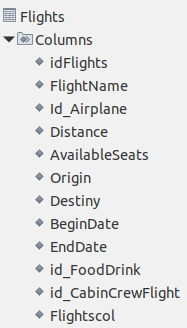 Flights
Columns
idFlights
FlightName
Id_Airplane
Distance
AvailableSeats
Origin
Destiny
BeginDate
EndDate
id_FoodDrink
id_CabinCrewFlight
Flightscol